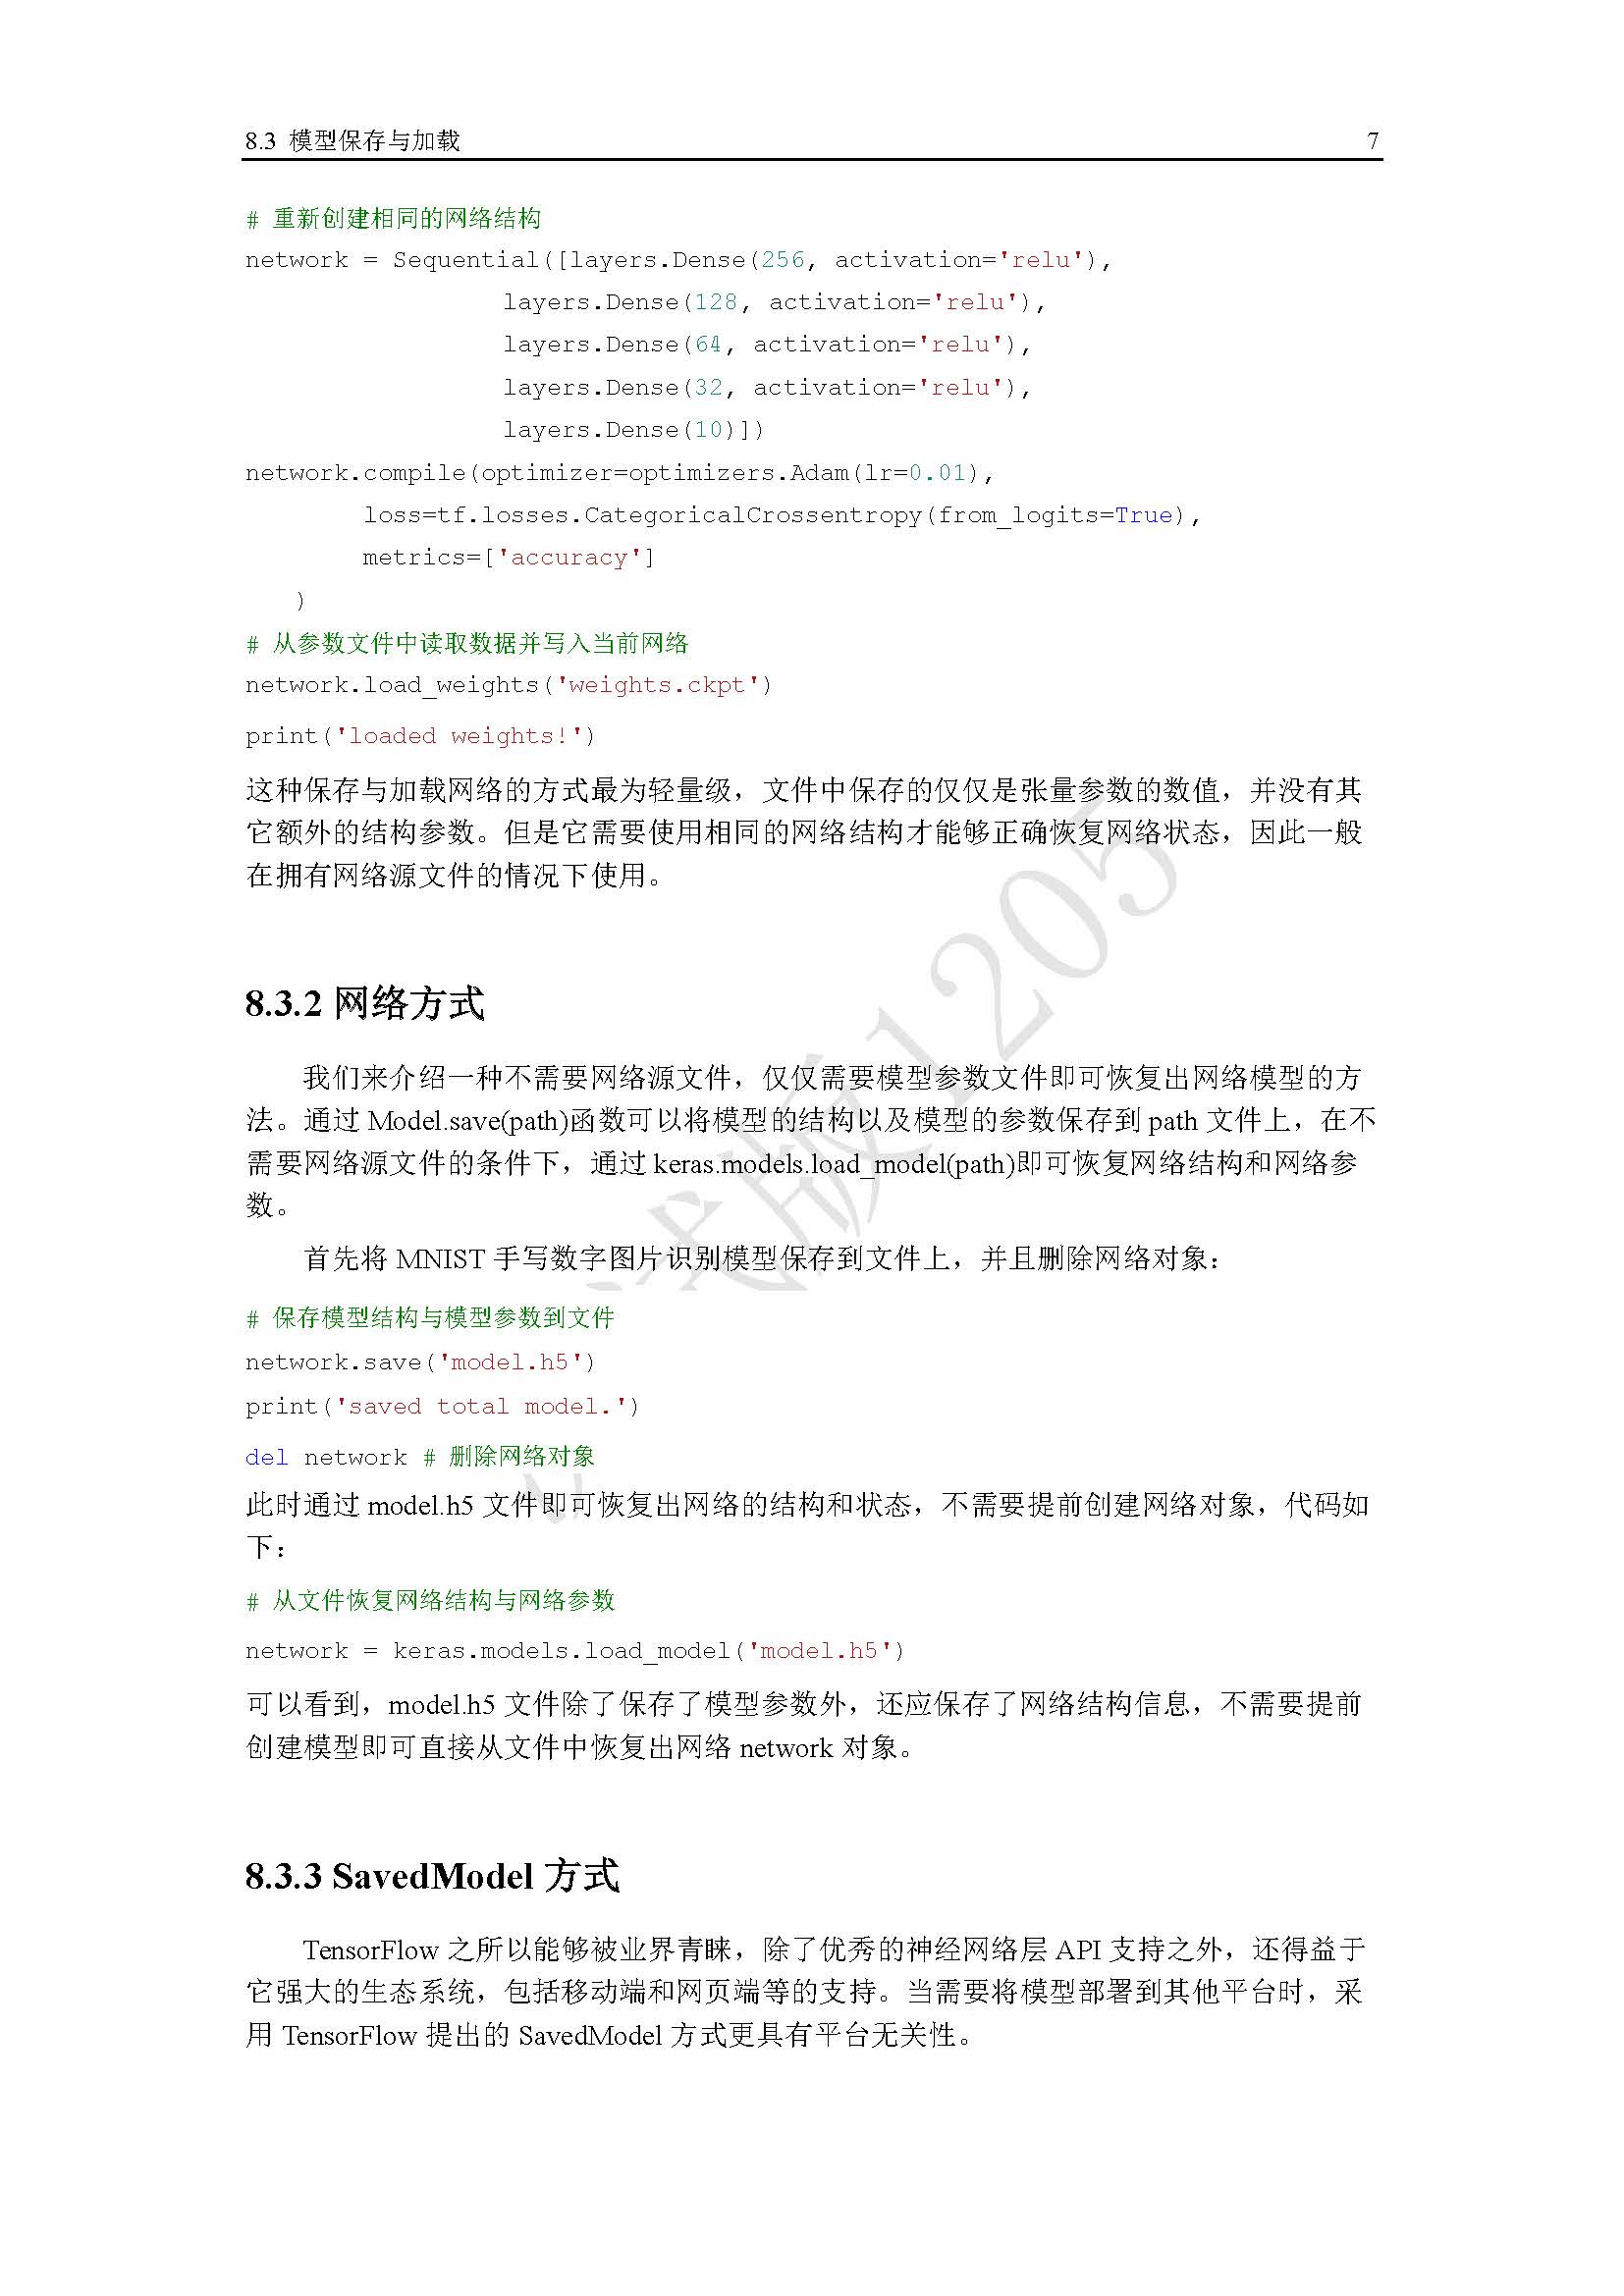 8.3 模型保存与加载 7
# 重新创建相同的网络结构
network = Sequential([layers.Dense(256, activation='relu'),
layers.Dense(128, activation='relu'),
layers.Dense(64, activation='relu'),
layers.Dense(32, activation='relu'),
layers.Dense(10)])
network.compile(optimizer=optimizers.Adam(lr=0.01),
loss=tf.losses.CategoricalCrossentropy(from_logits=True),
metrics=['accuracy']
)
# 从参数文件中读取数据并写入当前网络
network.load_weights('weights.ckpt')
print('loaded weights!')
这种保存与加载网络的方式最为轻量级，文件中保存的仅仅是张量参数的数值，并没有其
它额外的结构参数。但是它需要使用相同的网络结构才能够正确恢复网络状态，因此一般
在拥有网络源文件的情况下使用。
8.3.2 网络方式
我们来介绍一种不需要网络源文件，仅仅需要模型参数文件即可恢复出网络模型的方
法。通过 Model.save(path)函数可以将模型的结构以及模型的参数保存到 path 文件上，在不
需要网络源文件的条件下，通过 keras.models.load_model(path)即可恢复网络结构和网络参
数。
首先将 MNIST 手写数字图片识别模型保存到文件上，并且删除网络对象：
# 保存模型结构与模型参数到文件
network.save('model.h5')
print('saved total model.')
del network # 删除网络对象
此时通过 model.h5 文件即可恢复出网络的结构和状态，不需要提前创建网络对象，代码如
下：
# 从文件恢复网络结构与网络参数
network = keras.models.load_model('model.h5')
可以看到，model.h5 文件除了保存了模型参数外，还应保存了网络结构信息，不需要提前
创建模型即可直接从文件中恢复出网络 network 对象。
8.3.3 SavedModel 方式
TensorFlow 之所以能够被业界青睐，除了优秀的神经网络层 API 支持之外，还得益于
它强大的生态系统，包括移动端和网页端等的支持。当需要将模型部署到其他平台时，采
用 TensorFlow 提出的 SavedModel 方式更具有平台无关性。
试版1205